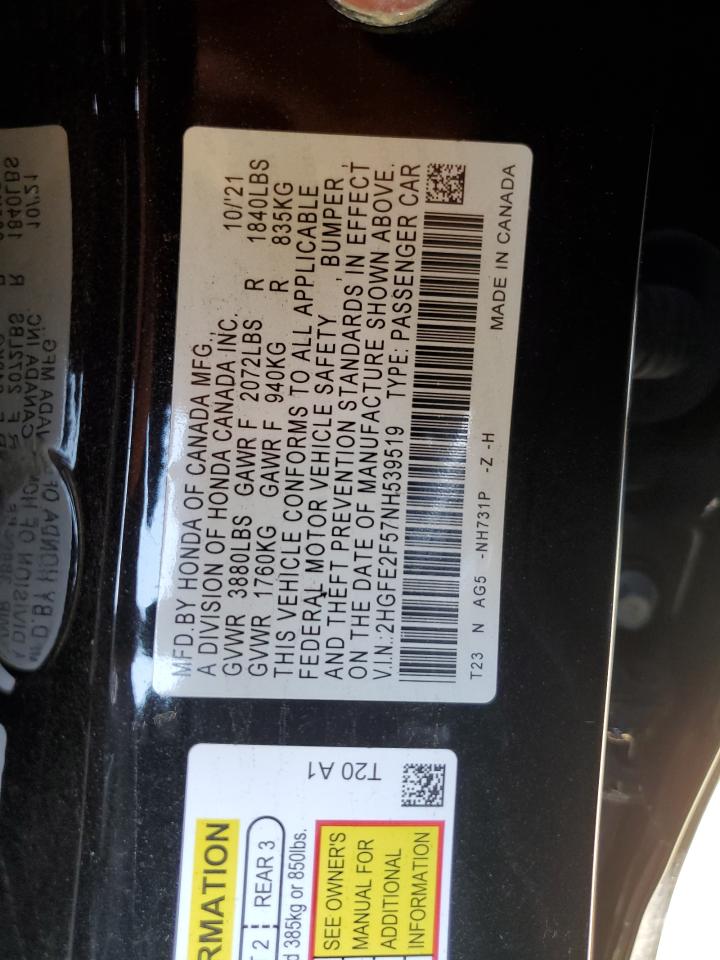 MFD.BY HONDA OF CANADA MFG.,
A DIVISION OF HONDA CANADA INC. 10/'21
GVWR 3880LBS GAWR F 2072LBS R 1840LBS
GVWR 1760KG GAWR F 940KG R 835KG
THIS VEHICLE CONFORMS TO ALL APPLICABLE
FEDERAL MOTOR VEHICLE SAFETY , BUMPER ,
AND THEFT PREVENTION STANDARDS IN EFFECT
ON THE DATE OF MANUFACTURE SHOWN ABOVE.
V.I.N.:2HGFE2F57NH539519 TYPE: PASSENGER CAR
T23 N AG5 -NH731P -Z -H
MADE IN CANADA
T20 A1
RMATION
2 REAR 3
385kg or 850lbs.
SEE OWNER'S
MANUAL FOR
ADDITIONAL
INFORMATION